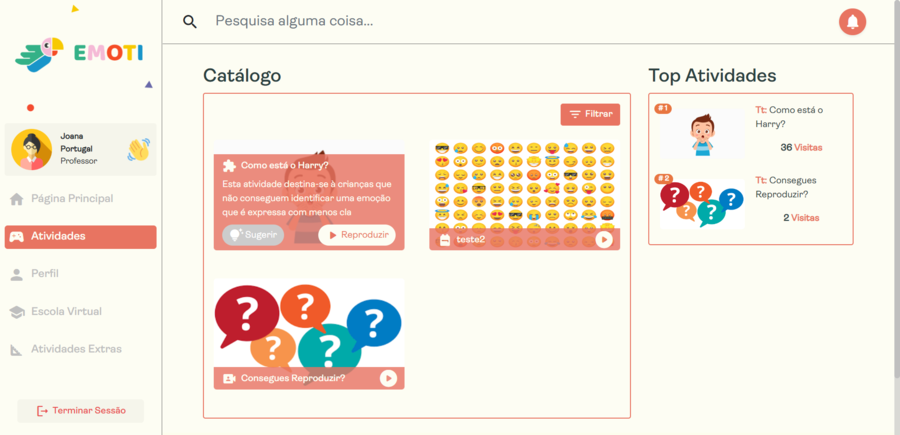 EMOTI
Joana
Portugal
Professor
Página Principal
Atividades
Perfil
Escola Virtual
Atividades Extras
Terminar Sessão
Pesquisa alguma coisa...
Catálogo
Filtrar
Como está o Harry?
Esta atividade destina-se à crianças que
não conseguem identificar uma emoção
que é expressa com menos cla
Sugerir
Reproduzir
teste2
Consegues Reproduzir?
Top Atividades
#1
Tt: Como está o
Harry?
36 Visitas
#2
Tt: Consegues
Reproduzir?
2 Visitas